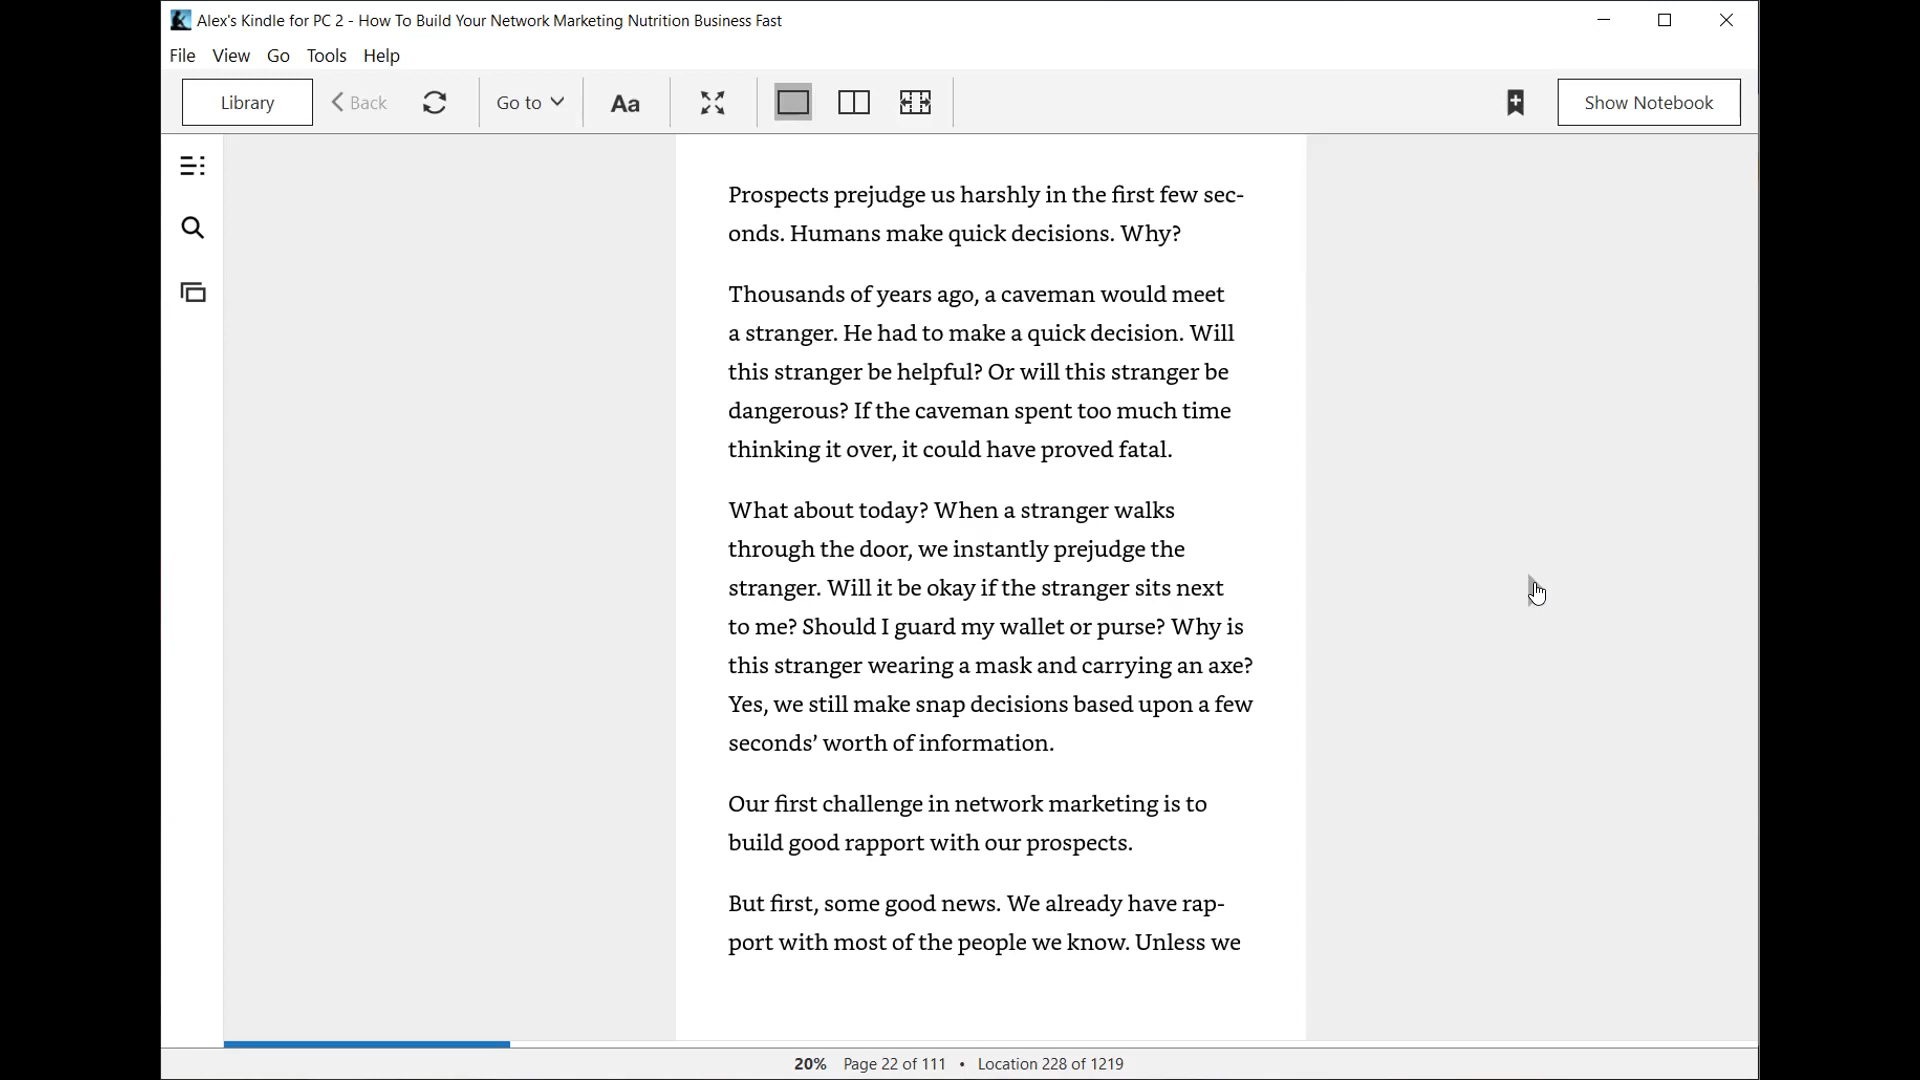 Alex's Kindle for PC 2 - How To Build Your Network Marketing Nutrition Business Fast
File View Go Tools Help
Library Back Go to Aa Show Notebook
Prospects prejudge us harshly in the first few sec-
onds. Humans make quick decisions. Why?
Thousands of years ago, a caveman would meet
a stranger. He had to make a quick decision. Will
this stranger be helpful? Or will this stranger be
dangerous? If the caveman spent too much time
thinking it over, it could have proved fatal.
What about today? When a stranger walks
through the door, we instantly prejudge the
stranger. Will it be okay if the stranger sits next
to me? Should I guard my wallet or purse? Why is
this stranger wearing a mask and carrying an axe?
Yes, we still make snap decisions based upon a few
seconds’ worth of information.
Our first challenge in network marketing is to
build good rapport with our prospects.
But first, some good news. We already have rap-
port with most of the people we know. Unless we
20% Page 22 of 111 • Location 228 of 1219